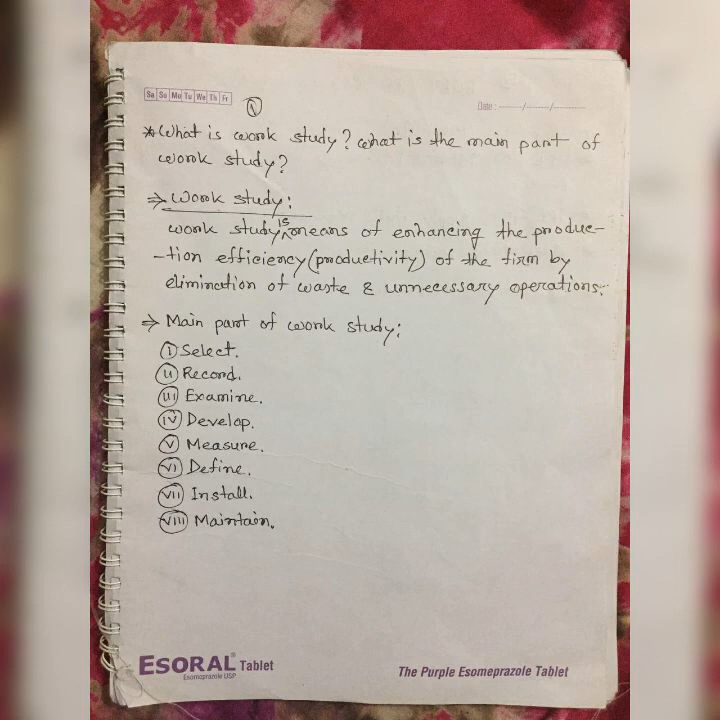 Sa Su Mo Tu We Th Fr
1
Date : ------/------/----------
*What is work study? what is the main part of
work study?
⇒ Work study:
work study is means of enhancing the produc-
-tion efficiency (productivity) of the firm by
elimination of waste & unnecessary operations.
⇒ Main part of work study:
(i) Select.
(ii) Record.
(iii) Examine.
(iv) Develop.
(v) Measure.
(vi) Define.
(vii) Install.
(viii) Maintain.
ESORAL® Tablet
Esomeprazole USP
The Purple Esomeprazole Tablet